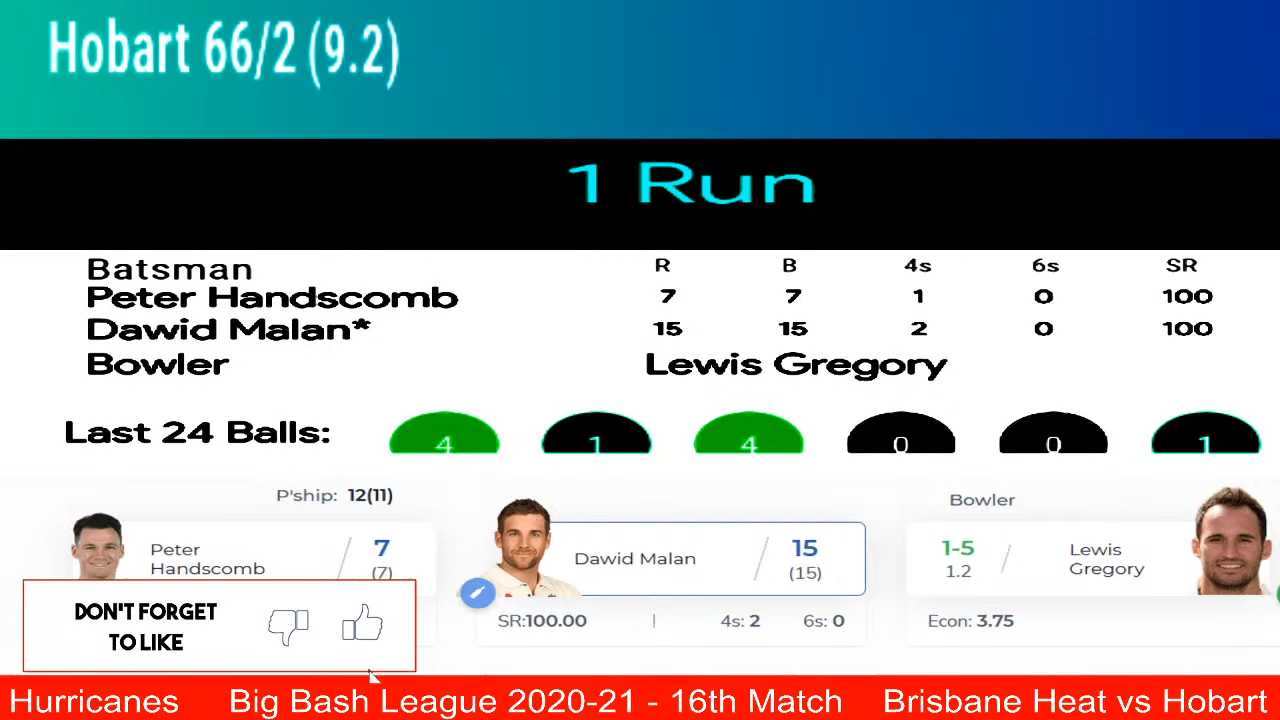 Hobart 66/2 (9.2)
1 Run
Batsman R B 4s 6s SR
Peter Handscomb 7 7 1 0 100
Dawid Malan* 15 15 2 0 100
Bowler Lewis Gregory
Last 24 Balls: 4 1 4 0 0 1
P'ship: 12(11)
Peter
Handscomb
7
(7)
Dawid Malan
15
(15)
SR:100.00 | 4s: 2 6s: 0
Bowler
1-5
1.2
Lewis
Gregory
Econ: 3.75
DON'T FORGET
TO LIKE
Hurricanes Big Bash League 2020-21 - 16th Match Brisbane Heat vs Hobart